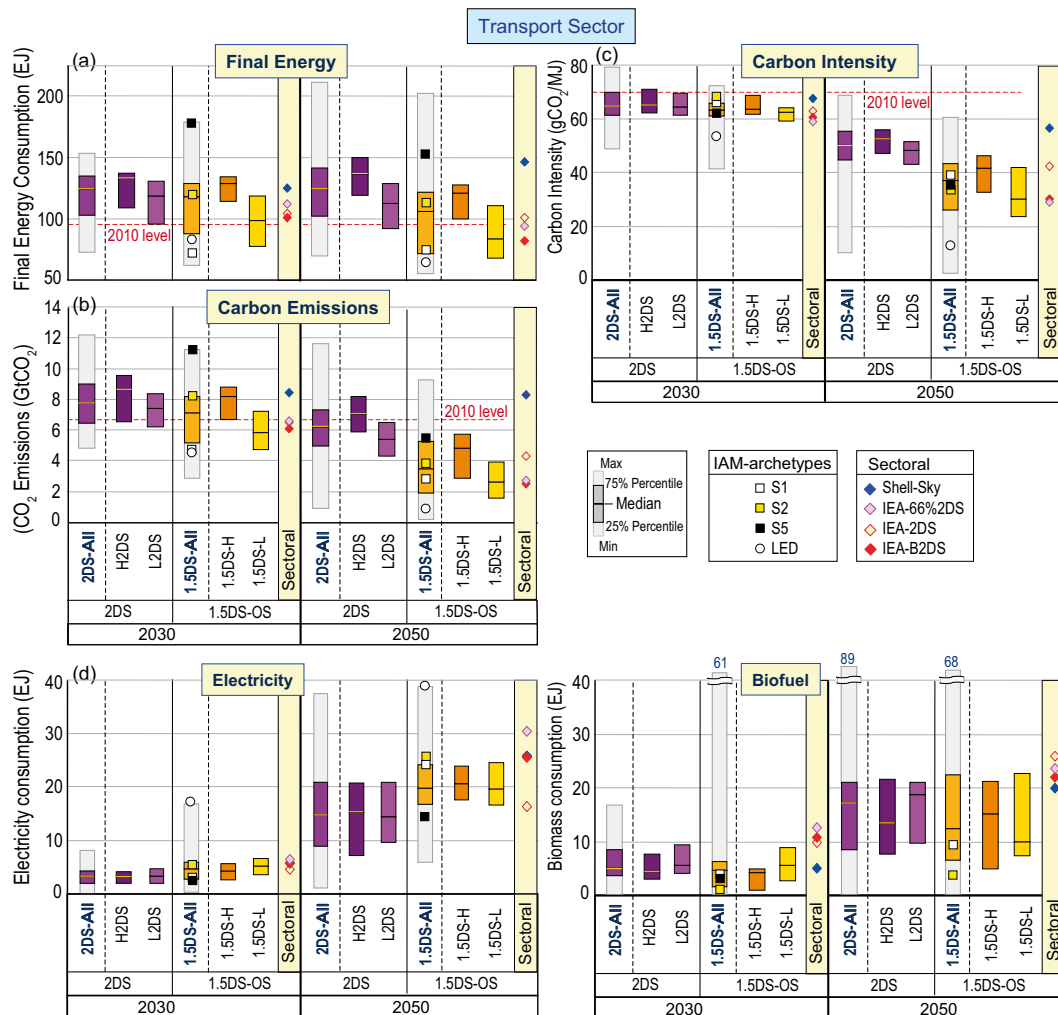 Transport Sector
(a)
Final Energy
Final Energy Consumption (EJ)
200
150
100
50
2010 level
(b)
Carbon Emissions
(CO₂ Emissions (GtCO₂)
14
12
10
8
6
4
2
0
2010 level
2DS-All
H2DS
L2DS
1.5DS-All
1.5DS-H
1.5DS-L
Sectoral
2DS-All
H2DS
L2DS
1.5DS-All
1.5DS-H
1.5DS-L
Sectoral
2DS
1.5DS-OS
2DS
1.5DS-OS
2030
2050
(c)
Carbon Intensity
Carbon Intensity (gCO₂/MJ)
80
60
40
20
0
2010 level
2DS-All
H2DS
L2DS
1.5DS-All
1.5DS-H
1.5DS-L
Sectoral
2DS-All
H2DS
L2DS
1.5DS-All
1.5DS-H
1.5DS-L
Sectoral
2DS
1.5DS-OS
2DS
1.5DS-OS
2030
2050
Max
75% Percentile
Median
25% Percentile
Min
IAM-archetypes
S1
S2
S5
LED
Sectoral
Shell-Sky
IEA-66%2DS
IEA-2DS
IEA-B2DS
(d)
Electricity
Electricity consumption (EJ)
40
30
20
10
0
2DS-All
H2DS
L2DS
1.5DS-All
1.5DS-H
1.5DS-L
Sectoral
2DS-All
H2DS
L2DS
1.5DS-All
1.5DS-H
1.5DS-L
Sectoral
2DS
1.5DS-OS
2DS
1.5DS-OS
2030
2050
61
89
68
Biofuel
Biomass consumption (EJ)
40
30
20
10
0
2DS-All
H2DS
L2DS
1.5DS-All
1.5DS-H
1.5DS-L
Sectoral
2DS-All
H2DS
L2DS
1.5DS-All
1.5DS-H
1.5DS-L
Sectoral
2DS
1.5DS-OS
2DS
1.5DS-OS
2030
2050